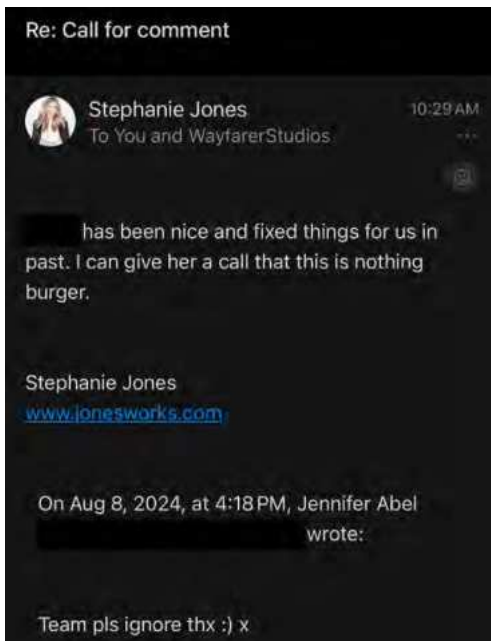 Re: Call for comment
Stephanie Jones
10:29 AM
To You and WayfarerStudios
has been nice and fixed things for us in
past. I can give her a call that this is nothing
burger.
Stephanie Jones
www.jonesworks.com
On Aug 8, 2024, at 4:18 PM, Jennifer Abel
wrote:
Team pls ignore thx :) x